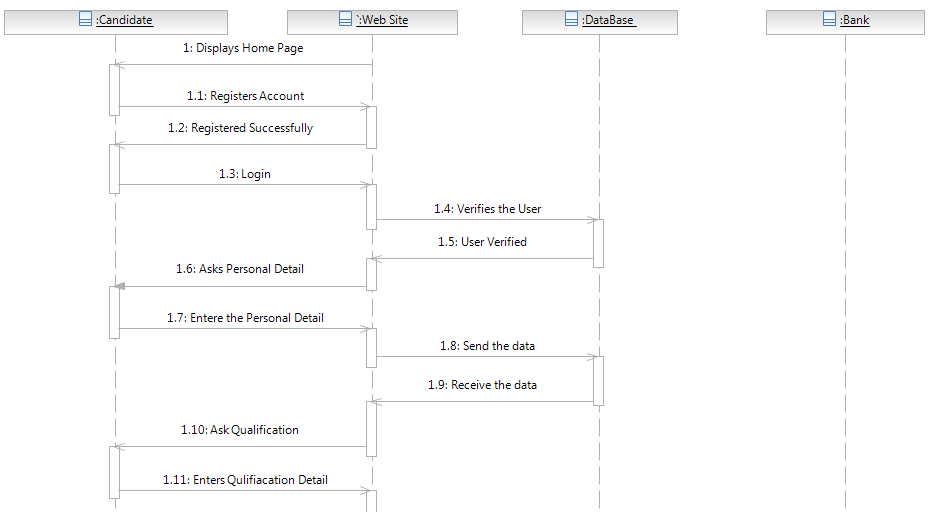 :Candidate
`:Web Site
:DataBase
:Bank
1: Displays Home Page
1.1: Registers Account
1.2: Registered Successfully
1.3: Login
1.4: Verifies the User
1.5: User Verified
1.6: Asks Personal Detail
1.7: Entere the Personal Detail
1.8: Send the data
1.9: Receive the data
1.10: Ask Qualification
1.11: Enters Qulifiacation Detail